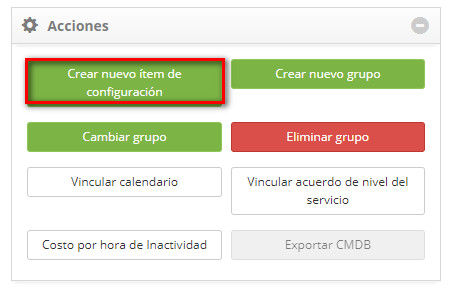 Acciones
Crear nuevo ítem de
configuración
Crear nuevo grupo
Cambiar grupo
Eliminar grupo
Vincular calendario
Vincular acuerdo de nivel del
servicio
Costo por hora de Inactividad
Exportar CMDB